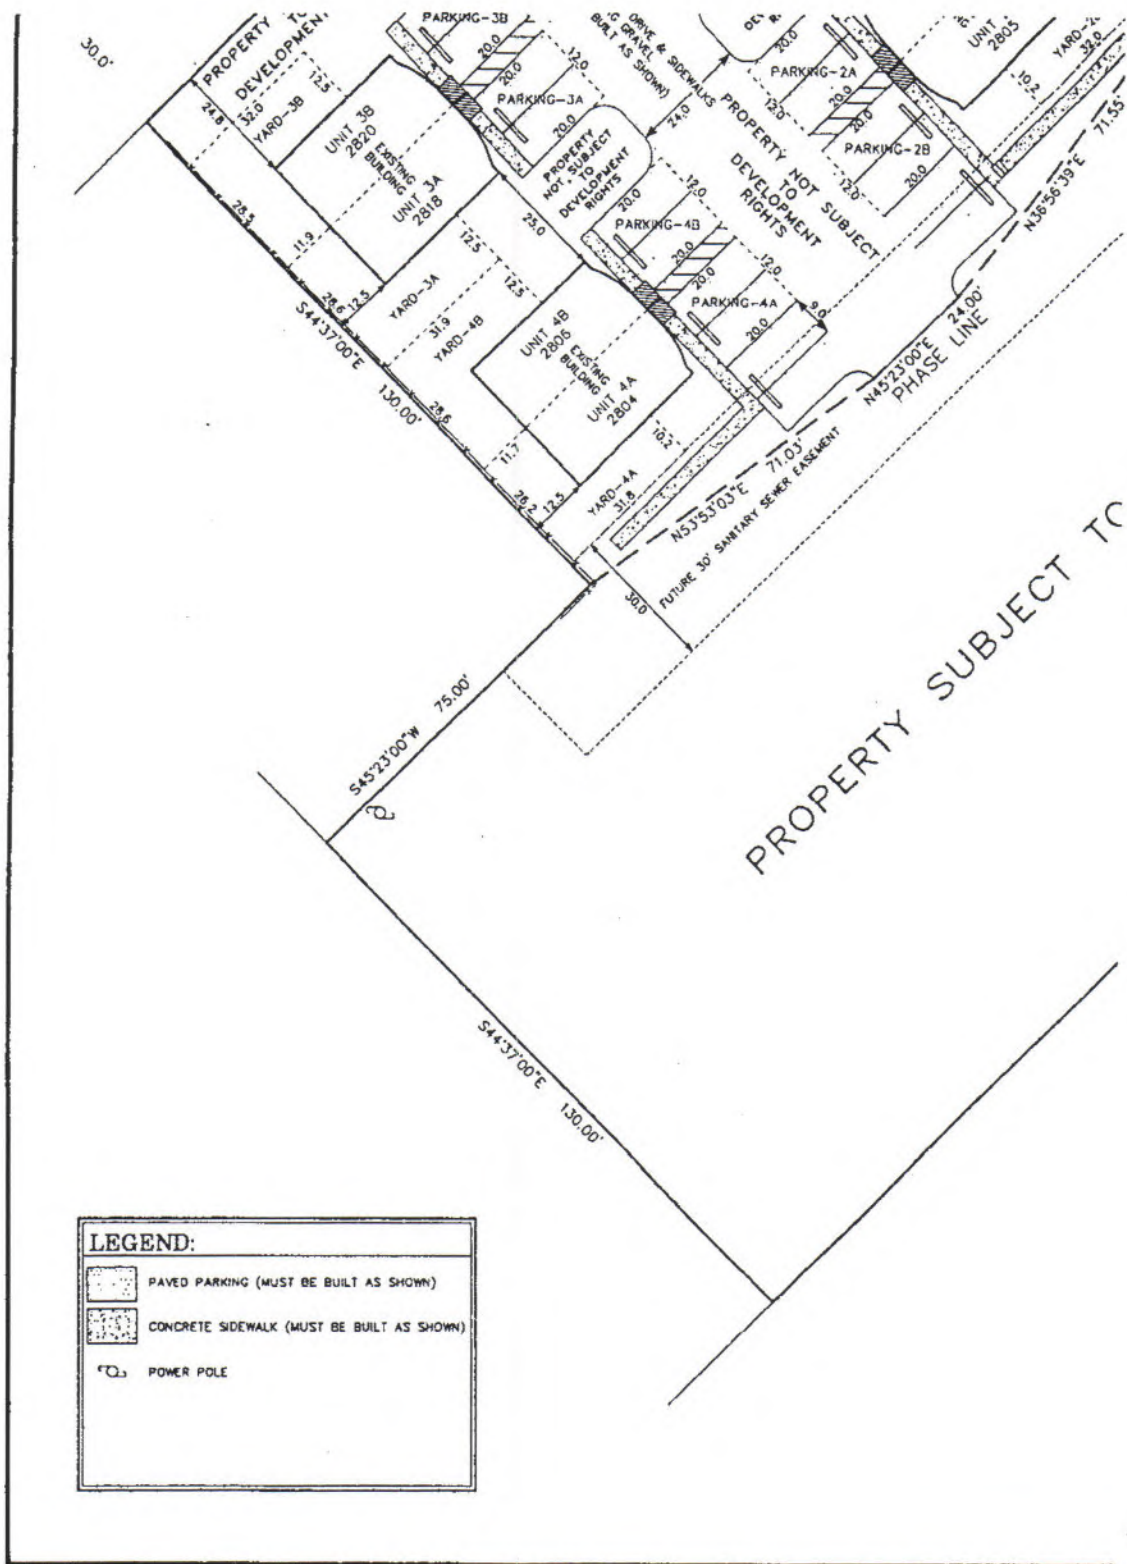 30.0'
PROPERTY
TO
DEVELOPMENT
24.8
32.0
12.5
YARD-3B
UNIT 3B
2820
EXISTING
BUILDING
UNIT 3A
2818
28.5
11.9
28.6
12.5
S44°37'00"E 130.00'
PARKING-3B
20.0
20.0
12.0
20.0
PARKING-3A
20.0
DRIVE & SIDEWALKS
GRAVEL
BUILT AS SHOWN)
PROPERTY
NOT, SUBJECT
TO
DEVELOPMENT
RIGHTS
24.0
25.0
12.5
12.5
YARD-3A
31.9
YARD-4B
UNIT 4B
2806
EXISTING
BUILDING
UNIT 4A
2804
28.6
11.7
26.2
12.5
YARD-4A
31.8
10.2
20.0
12.0
PARKING-4B
20.0
20.0
12.0
PARKING-4A
20.0
9.0
PROPERTY NOT SUBJECT
TO
DEVELOPMENT
RIGHTS
20.0
PARKING-2A
12.0
20.0
20.0
PARKING-2B
12.0
20.0
UNIT
2805
YARD-2
32.0
10.2
71.55'
N36°56'39"E
N45°23'00"E 24.00'
PHASE LINE
N53°53'03"E 71.03'
FUTURE 30' SANITARY SEWER EASEMENT
30.0
S45°23'00"W 75.00'
PROPERTY SUBJECT TO
S44°37'00"E 130.00'
LEGEND:
PAVED PARKING (MUST BE BUILT AS SHOWN)
CONCRETE SIDEWALK (MUST BE BUILT AS SHOWN)
POWER POLE